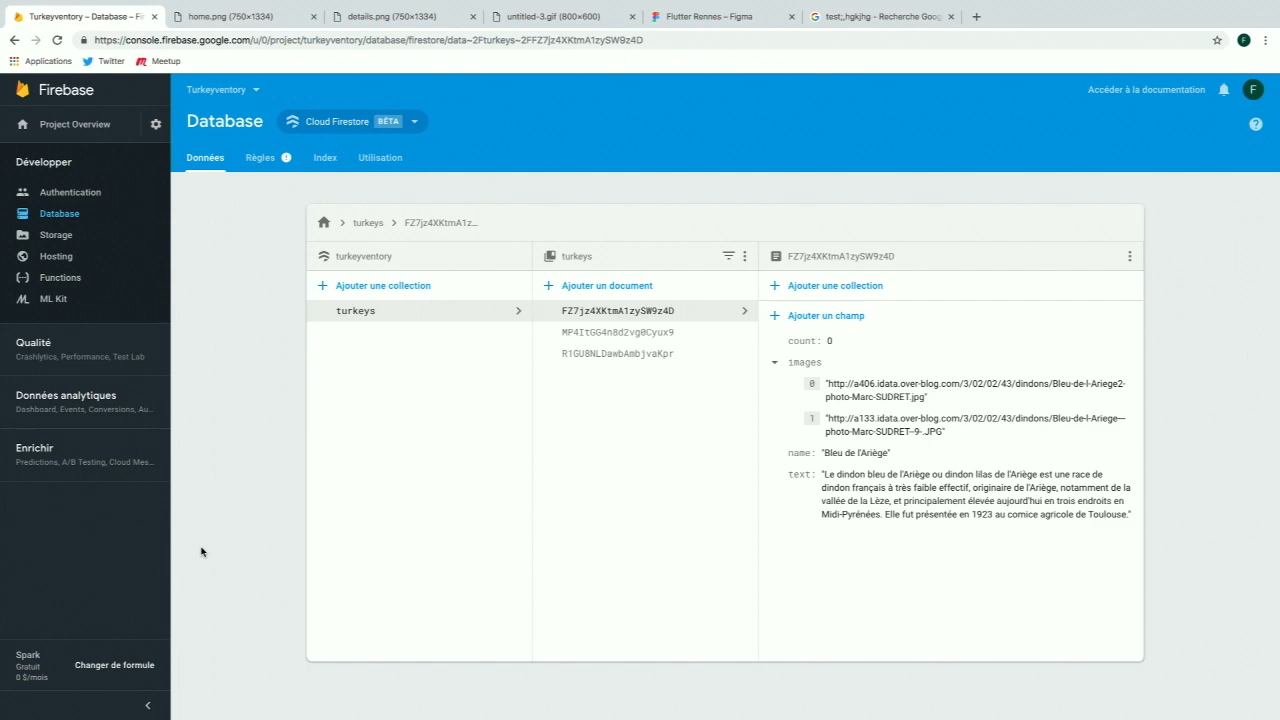 Turkeyventory – Database – Fir
home.png (750×1334)
details.png (750×1334)
untitled-3.gif (800×600)
Flutter Rennes – Figma
test;,hgkjhg - Recherche Goog
https://console.firebase.google.com/u/0/project/turkeyventory/database/firestore/data~2Fturkeys~2FFZ7jz4XKtmA1zySW9z4D
F
Applications
Twitter
Meetup
Firebase
Turkeyventory
Accéder à la documentation
F
Project Overview
Database
Cloud Firestore
BÊTA
?
Données
Règles
!
Index
Utilisation
Développer
Authentication
Database
Storage
Hosting
Functions
ML Kit
Qualité
Crashlytics, Performance, Test Lab
Données analytiques
Dashboard, Events, Conversions, Au...
Enrichir
Predictions, A/B Testing, Cloud Mes...
Spark
Gratuit
0 $/mois
Changer de formule
turkeys
FZ7jz4XKtmA1z...
turkeyventory
Ajouter une collection
turkeys
turkeys
Ajouter un document
FZ7jz4XKtmA1zySW9z4D
MP4ItGG4n8d2vg0Cyux9
R1GU8NLDawbAmbjvaKpr
FZ7jz4XKtmA1zySW9z4D
Ajouter une collection
Ajouter un champ
count: 0
images
0 "http://a406.idata.over-blog.com/3/02/02/43/dindons/Bleu-de-l-Ariege2-
photo-Marc-SUDRET.jpg"
1 "http://a133.idata.over-blog.com/3/02/02/43/dindons/Bleu-de-l-Ariege---
photo-Marc-SUDRET--9-.JPG"
name: "Bleu de l'Ariège"
text: "Le dindon bleu de l'Ariège ou dindon lilas de l'Ariège est une race de
dindon français à très faible effectif, originaire de l'Ariège, notamment de la
vallée de la Lèze, et principalement élevée aujourd'hui en trois endroits en
Midi-Pyrénées. Elle fut présentée en 1923 au comice agricole de Toulouse."